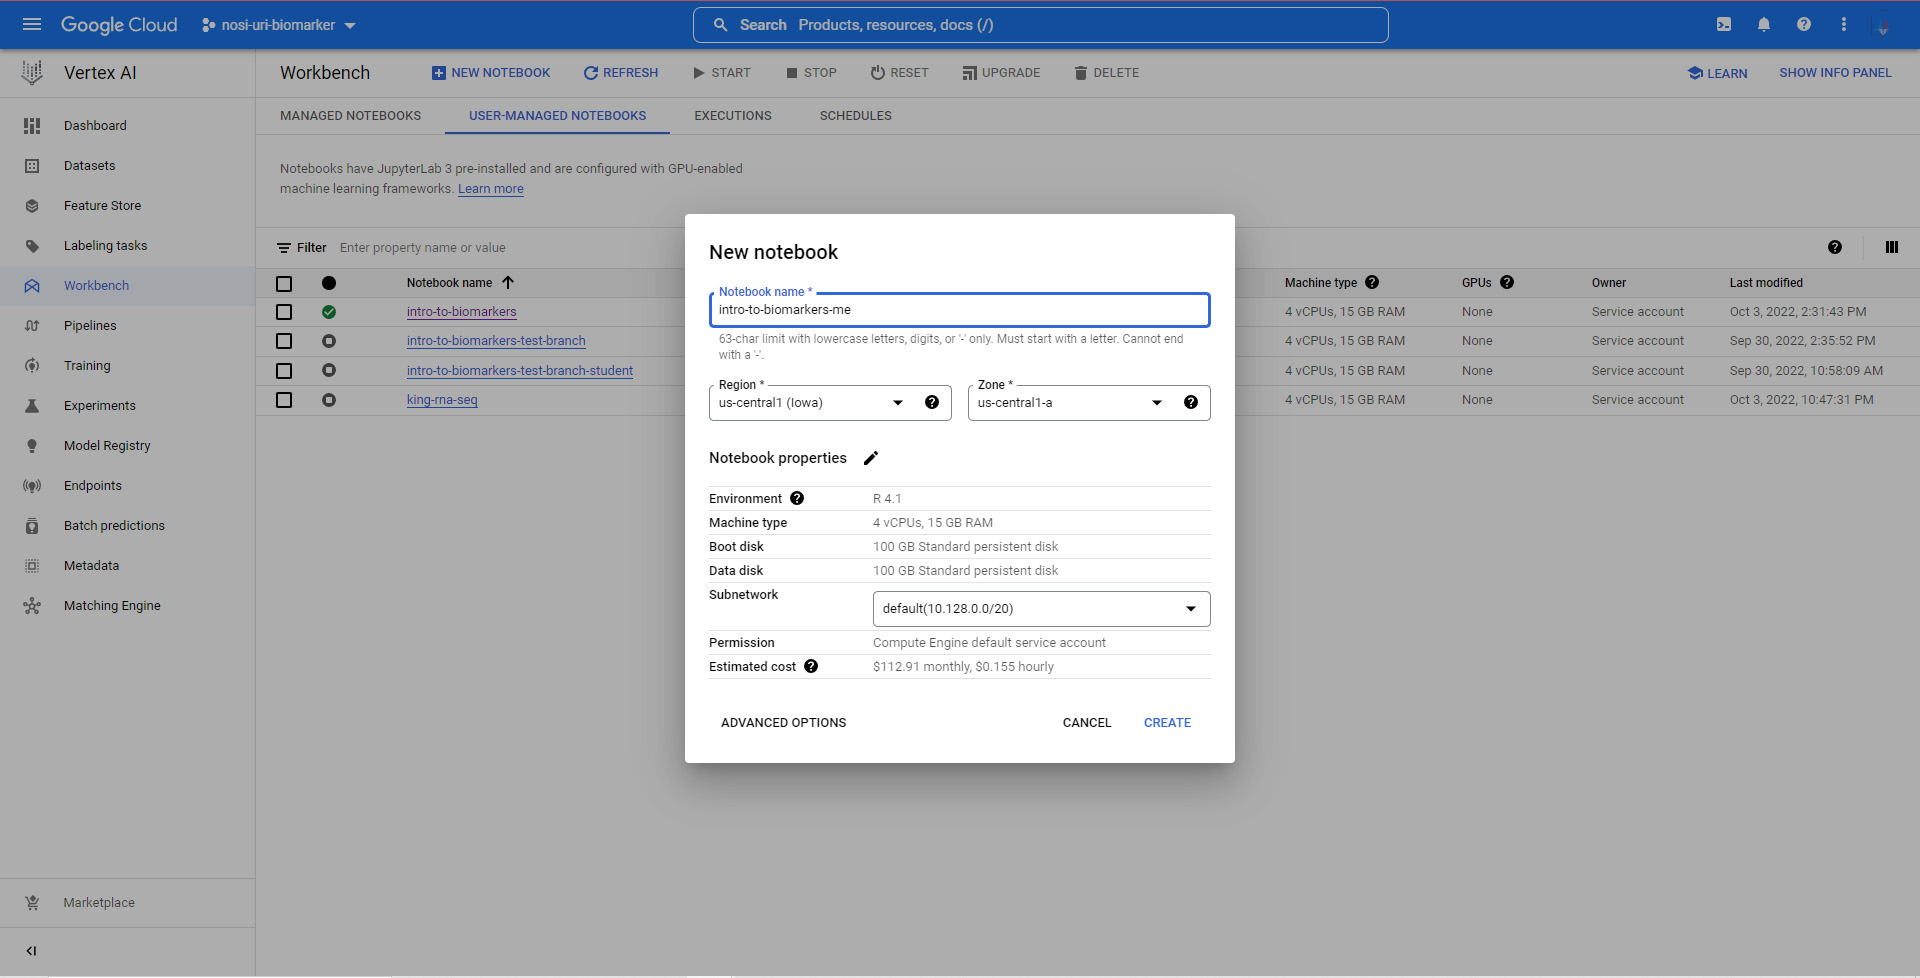 Google Cloud nosi-uri-biomarker Search Products, resources, docs (/)
Vertex AI
Dashboard
Datasets
Feature Store
Labeling tasks
Workbench
Pipelines
Training
Experiments
Model Registry
Endpoints
Batch predictions
Metadata
Matching Engine
Marketplace
Workbench NEW NOTEBOOK REFRESH START STOP RESET UPGRADE DELETE LEARN SHOW INFO PANEL
MANAGED NOTEBOOKS USER-MANAGED NOTEBOOKS EXECUTIONS SCHEDULES
Notebooks have JupyterLab 3 pre-installed and are configured with GPU-enabled
machine learning frameworks. Learn more
Filter Enter property name or value
Notebook name Machine type GPUs Owner Last modified
intro-to-biomarkers 4 vCPUs, 15 GB RAM None Service account Oct 3, 2022, 2:31:43 PM
intro-to-biomarkers-test-branch 4 vCPUs, 15 GB RAM None Service account Sep 30, 2022, 2:35:52 PM
intro-to-biomarkers-test-branch-student 4 vCPUs, 15 GB RAM None Service account Sep 30, 2022, 10:58:09 AM
king-rna-seq 4 vCPUs, 15 GB RAM None Service account Oct 3, 2022, 10:47:31 PM
New notebook
Notebook name *
intro-to-biomarkers-me
63-char limit with lowercase letters, digits, or '-' only. Must start with a letter. Cannot end
with a '-'.
Region * Zone *
us-central1 (Iowa) us-central1-a
Notebook properties
Environment R 4.1
Machine type 4 vCPUs, 15 GB RAM
Boot disk 100 GB Standard persistent disk
Data disk 100 GB Standard persistent disk
Subnetwork default(10.128.0.0/20)
Permission Compute Engine default service account
Estimated cost $112.91 monthly, $0.155 hourly
ADVANCED OPTIONS CANCEL CREATE